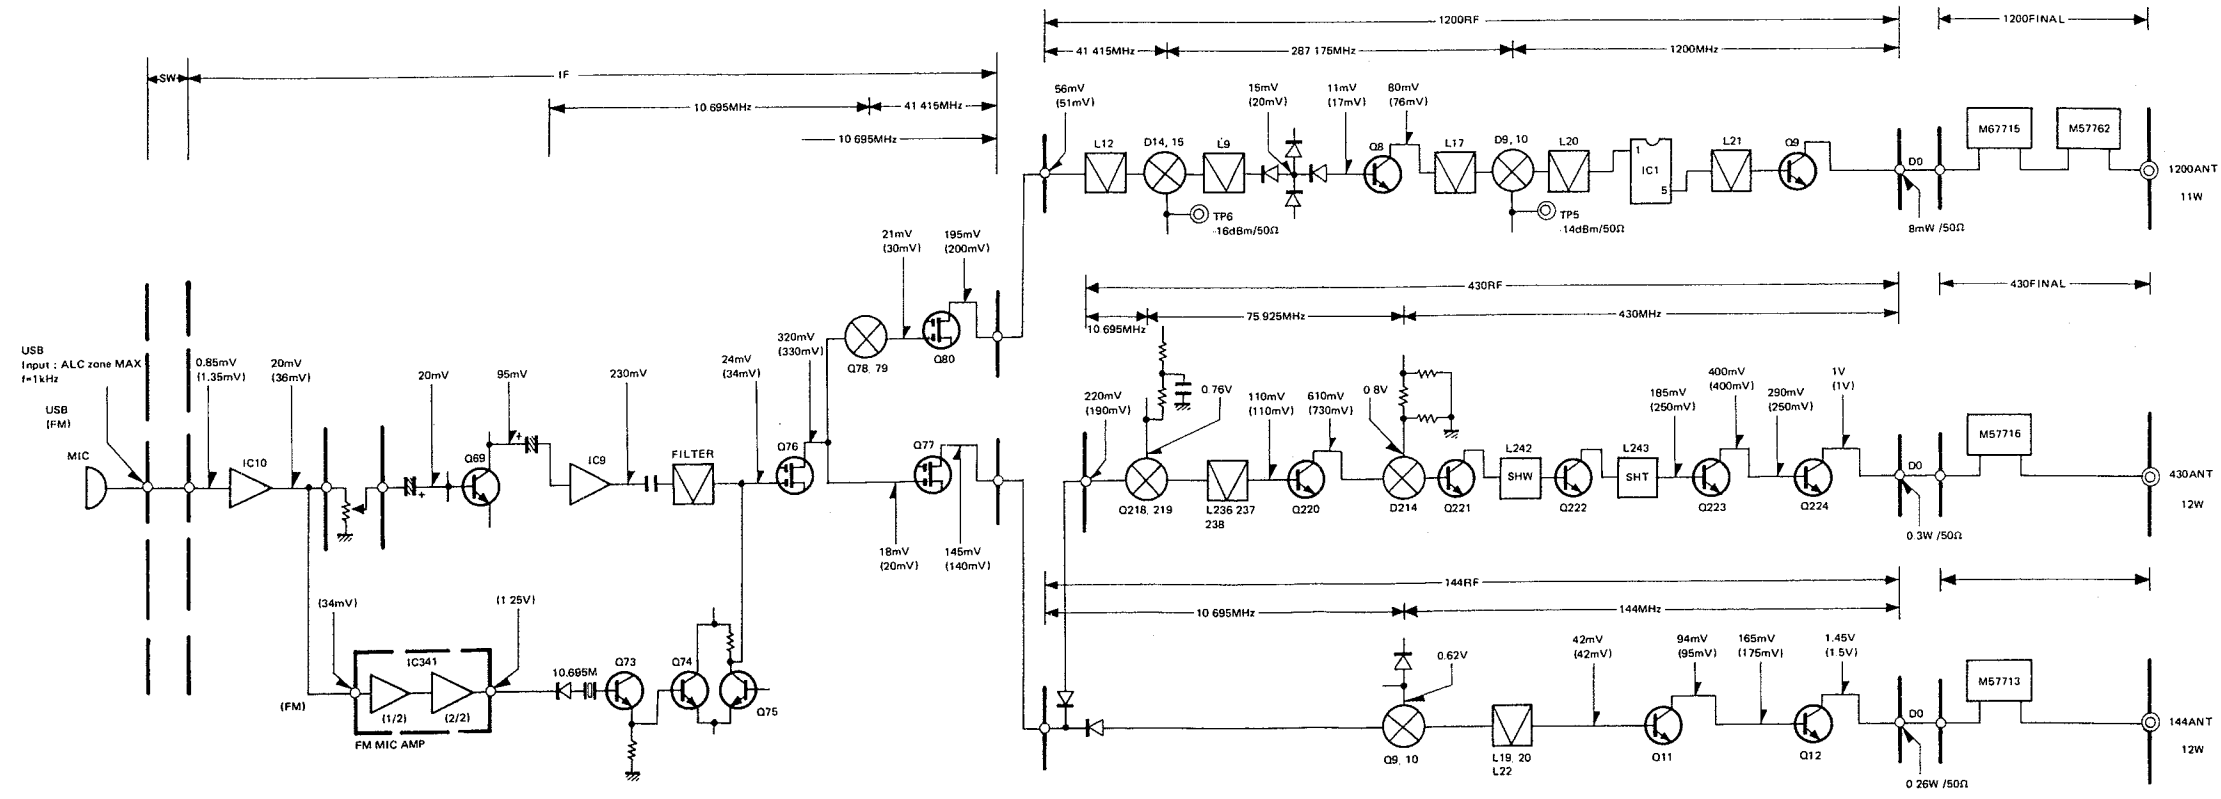 1200RF
1200FINAL
41 415MHz
287 175MHz
1200MHz
SW
IF
10 695MHz
41 415MHz
10 695MHz
56mV
(51mV)
15mV
(20mV)
11mV
(17mV)
80mV
(76mV)
L12
D14, 15
L9
Q8
L17
D9, 10
L20
1
IC1
5
L21
Q9
D0
M67715
M57762
1200ANT
11W
TP6
-16dBm/50Ω
TP5
-14dBm/50Ω
8mW /50Ω
21mV
(30mV)
195mV
(200mV)
430RF
430FINAL
10 695MHz
75 925MHz
430MHz
USB
Input : ALC zone MAX
f=1kHz
USB
(FM)
MIC
0.85mV
(1.35mV)
20mV
(36mV)
20mV
95mV
230mV
24mV
(34mV)
320mV
(330mV)
Q78, 79
Q80
220mV
(190mV)
0.76V
110mV
(110mV)
610mV
(730mV)
0 8V
185mV
(250mV)
400mV
(400mV)
290mV
(250mV)
1V
(1V)
IC10
Q69
IC9
FILTER
Q76
Q77
L242
SHW
L243
SHT
D0
M57716
430ANT
12W
Q218, 219
L236 237
238
Q220
D214
Q221
Q222
Q223
Q224
0.3W /50Ω
18mV
(20mV)
145mV
(140mV)
144RF
10 695MHz
144MHz
(34mV)
(1 25V)
IC341
10.695M
Q73
Q74
Q75
(FM)
(1/2)
(2/2)
FM MIC AMP
0.62V
42mV
(42mV)
94mV
(95mV)
165mV
(175mV)
1.45V
(1.5V)
D0
M57713
144ANT
12W
Q9, 10
L19, 20
L22
Q11
Q12
0 26W/50Ω